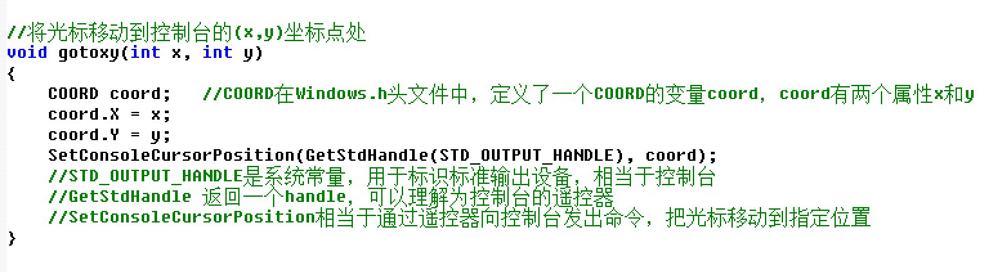 //将光标移动到控制台的(x,y)坐标点处
void gotoxy(int x, int y)
{
    COORD coord;   //COORD在Windows.h头文件中，定义了一个COORD的变量coord，coord有两个属性x和y
    coord.X = x;
    coord.Y = y;
    SetConsoleCursorPosition(GetStdHandle(STD_OUTPUT_HANDLE), coord);
    //STD_OUTPUT_HANDLE是系统常量，用于标识标准输出设备，相当于控制台
    //GetStdHandle 返回一个handle，可以理解为控制台的遥控器
    //SetConsoleCursorPosition相当于通过遥控器向控制台发出命令，把光标移动到指定位置
}